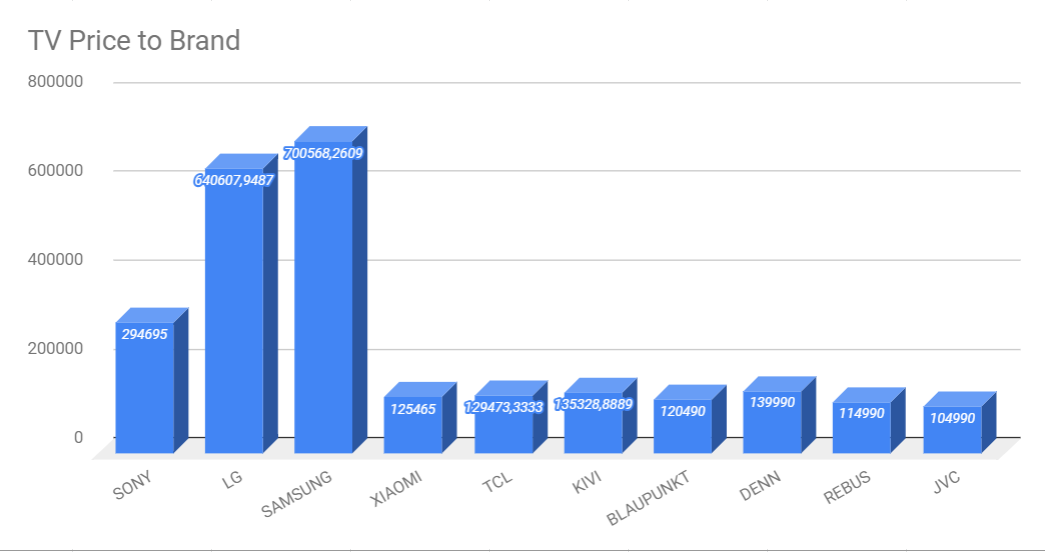 TV Price to Brand
800000
600000
400000
200000
0
294695
640607,9487
700568,2609
125465
129473,3333
135328,8889
120490
139990
114990
104990
SONY
LG
SAMSUNG
XIAOMI
TCL
KIVI
BLAUPUNKT
DENN
REBUS
JVC